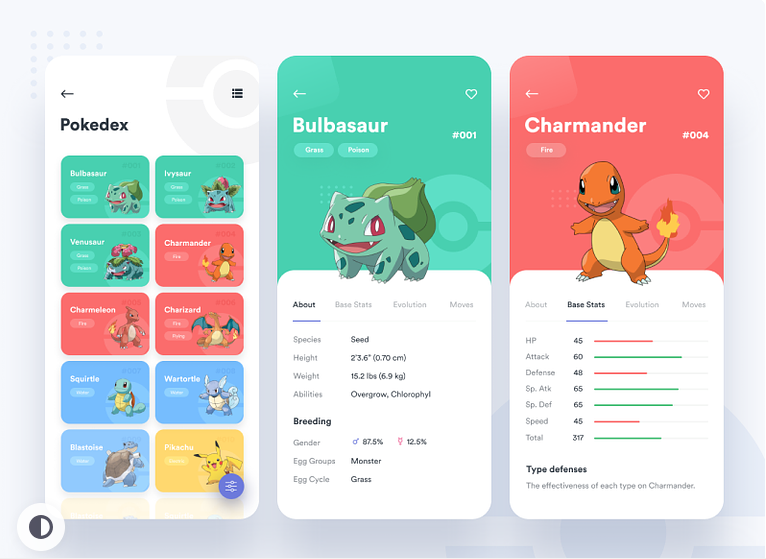 Pokedex
Bulbasaur
Grass
Poison
#001
Ivysaur
Grass
Poison
Venusaur
Grass
Poison
Charmander
Fire
Charmeleon
Fire
Charizard
Fire
Flying
Squirtle
Water
Wartortle
Water
Blastoise
Water
Pikachu
Bulbasaur
#001
Grass Poison
About Base Stats Evolution Moves
Species Seed
Height 2'3.6" (0.70 cm)
Weight 15.2 lbs (6.9 kg)
Abilities Overgrow, Chlorophyl
Breeding
Gender ♂ 87.5% ♀ 12.5%
Egg Groups Monster
Egg Cycle Grass
Charmander
#004
Fire
About Base Stats Evolution Moves
HP 45
Attack 60
Defense 48
Sp. Atk 65
Sp. Def 65
Speed 45
Total 317
Type defenses
The effectiveness of each type on Charmander.